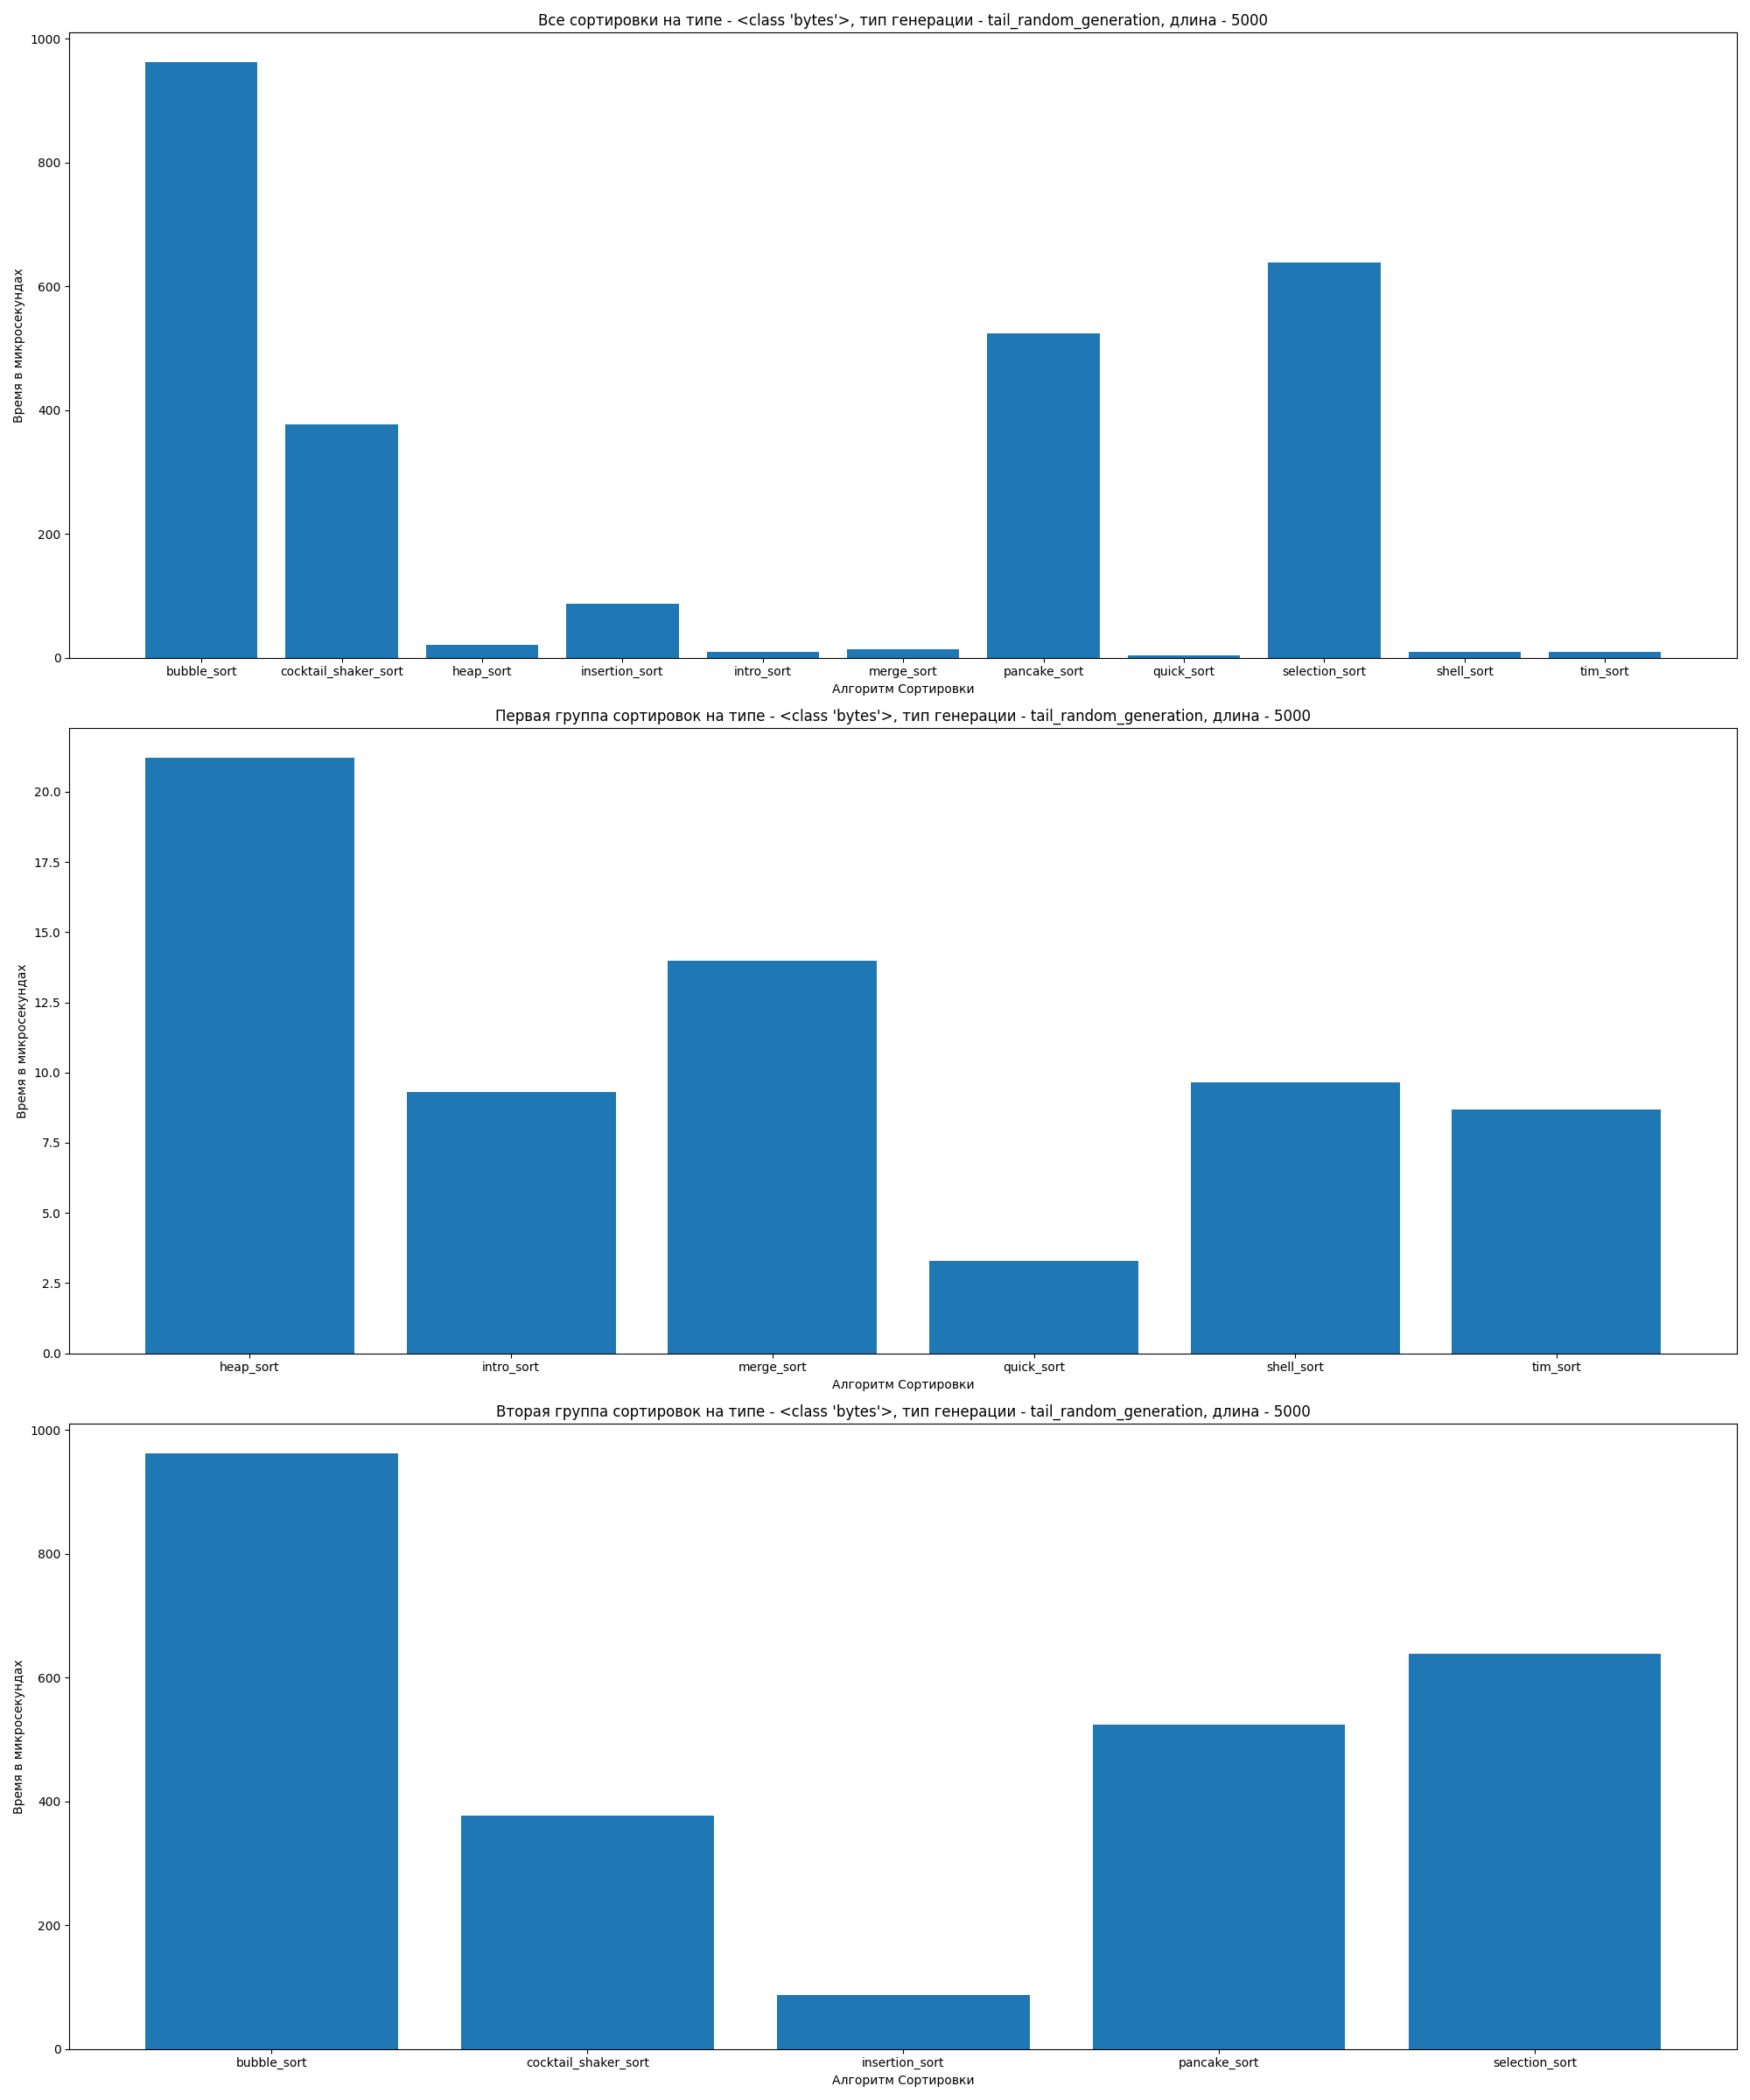 Все сортировки на типе - <class 'bytes'>, тип генерации - tail_random_generation, длина - 5000
1000
800
600
400
200
0
Время в микросекундах
bubble_sort cocktail_shaker_sort heap_sort insertion_sort intro_sort merge_sort pancake_sort quick_sort selection_sort shell_sort tim_sort
Алгоритм Сортировки
Первая группа сортировок на типе - <class 'bytes'>, тип генерации - tail_random_generation, длина - 5000
20.0
17.5
15.0
12.5
10.0
7.5
5.0
2.5
0.0
Время в микросекундах
heap_sort intro_sort merge_sort quick_sort shell_sort tim_sort
Алгоритм Сортировки
Вторая группа сортировок на типе - <class 'bytes'>, тип генерации - tail_random_generation, длина - 5000
1000
800
600
400
200
0
Время в микросекундах
bubble_sort cocktail_shaker_sort insertion_sort pancake_sort selection_sort
Алгоритм Сортировки